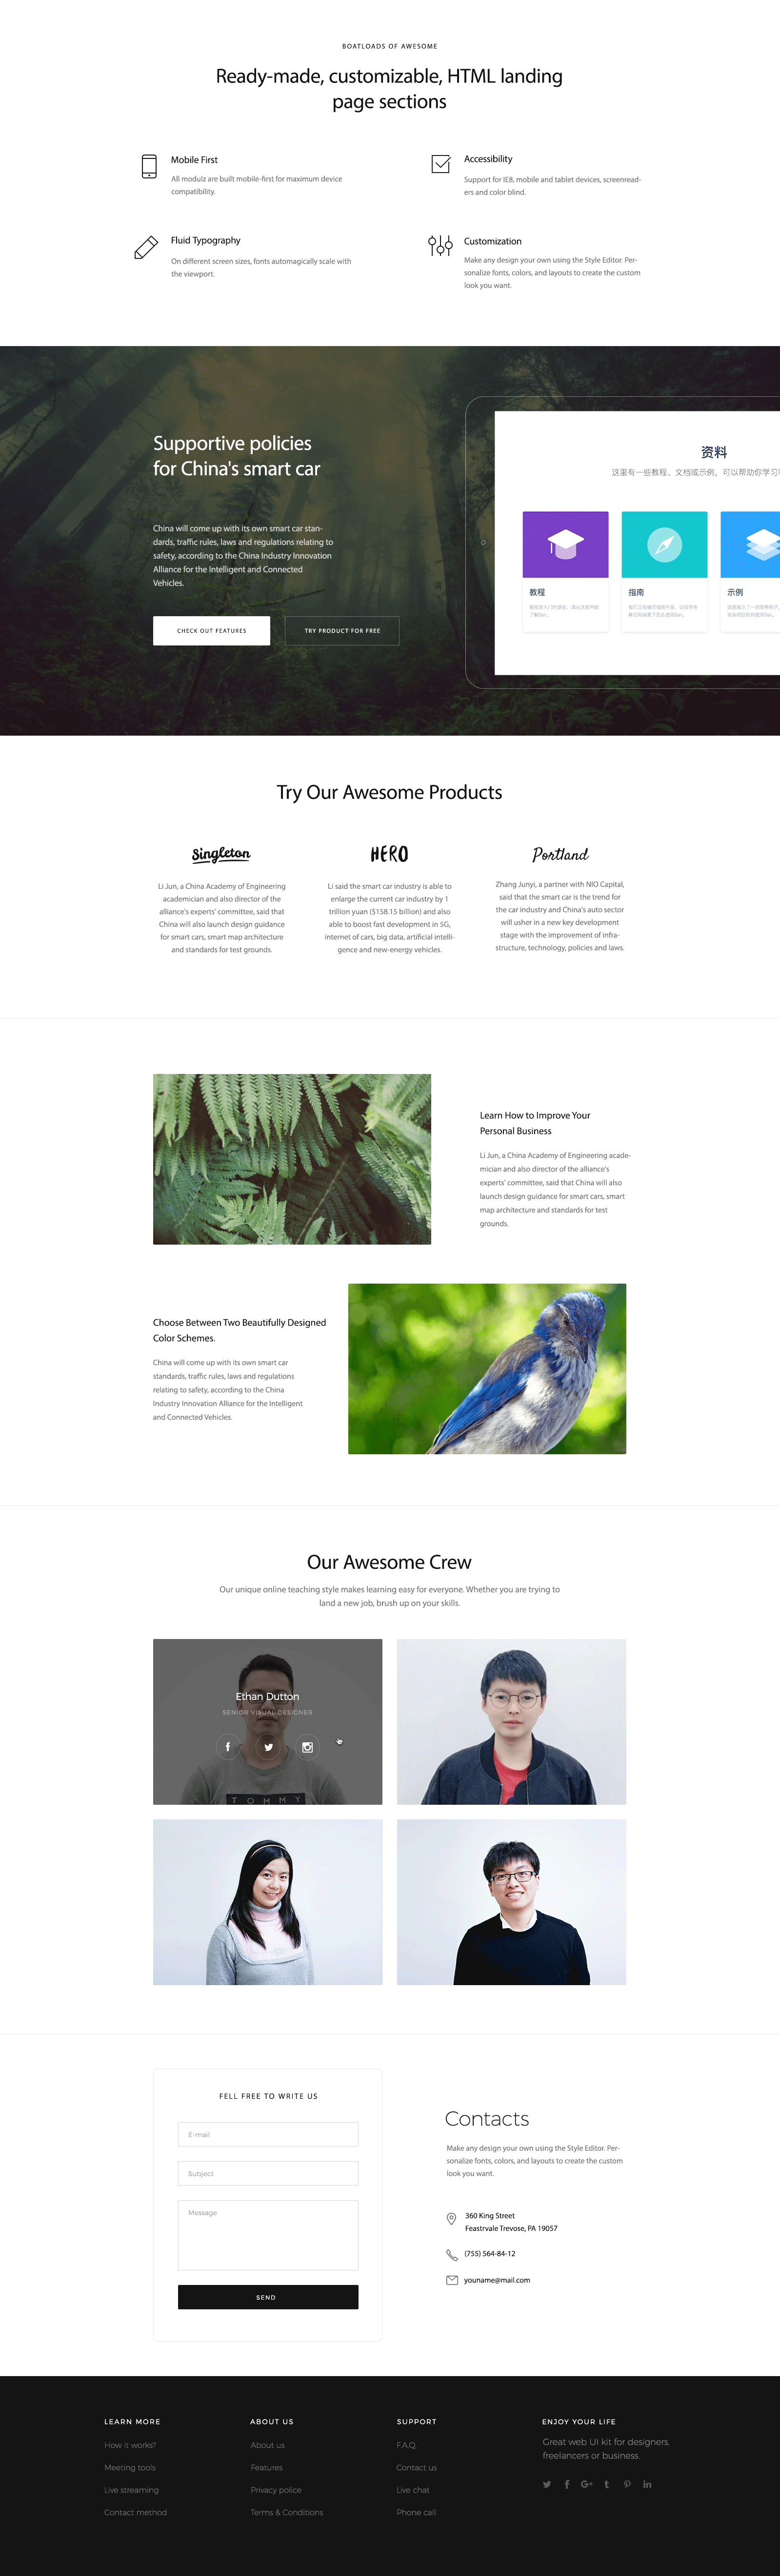 BOATLOADS OF AWESOME
Ready-made, customizable, HTML landing
page sections
Mobile First
All modulz are built mobile-first for maximum device
compatibility.
Accessibility
Support for IE8, mobile and tablet devices, screenread-
ers and color blind.
Fluid Typography
On different screen sizes, fonts automagically scale with
the viewport.
Customization
Make any design your own using the Style Editor. Per-
sonalize fonts, colors, and layouts to create the custom
look you want.
Supportive policies
for China's smart car
China will come up with its own smart car stan-
dards, traffic rules, laws and regulations relating to
safety, according to the China Industry Innovation
Alliance for the Intelligent and Connected
Vehicles.
CHECK OUT FEATURES
TRY PRODUCT FOR FREE
资料
这里有一些教程、文档或示例，可以帮助你学习
教程
指南
示例
Try Our Awesome Products
Singleton
Li Jun, a China Academy of Engineering
academician and also director of the
alliance's experts' committee, said that
China will also launch design guidance
for smart cars, smart map architecture
and standards for test grounds.
HERO
Li said the smart car industry is able to
enlarge the current car industry by 1
trillion yuan ($158.15 billion) and also
able to boost fast development in 5G,
internet of cars, big data, artificial intelli-
gence and new-energy vehicles.
Portland
Zhang Junyi, a partner with NIO Capital,
said that the smart car is the trend for
the car industry and China's auto sector
will usher in a new key development
stage with the improvement of infra-
structure, technology, policies and laws.
Learn How to Improve Your
Personal Business
Li Jun, a China Academy of Engineering acade-
mician and also director of the alliance's
experts' committee, said that China will also
launch design guidance for smart cars, smart
map architecture and standards for test
grounds.
Choose Between Two Beautifully Designed
Color Schemes.
China will come up with its own smart car
standards, traffic rules, laws and regulations
relating to safety, according to the China
Industry Innovation Alliance for the Intelligent
and Connected Vehicles.
Our Awesome Crew
Our unique online teaching style makes learning easy for everyone. Whether you are trying to
land a new job, brush up on your skills.
Ethan Dutton
SENIOR VISUAL DESIGNER
TOMMY
FELL FREE TO WRITE US
E-mail
Subject
Message
SEND
Contacts
Make any design your own using the Style Editor. Per-
sonalize fonts, colors, and layouts to create the custom
look you want.
360 King Street
Feastrvale Trevose, PA 19057
(755) 564-84-12
youname@mail.com
LEARN MORE
How it works?
Meeting tools
Live streaming
Contact method
ABOUT US
About us
Features
Privacy police
Terms & Conditions
SUPPORT
F.A.Q.
Contact us
Live chat
Phone call
ENJOY YOUR LIFE
Great web UI kit for designers,
freelancers or business.